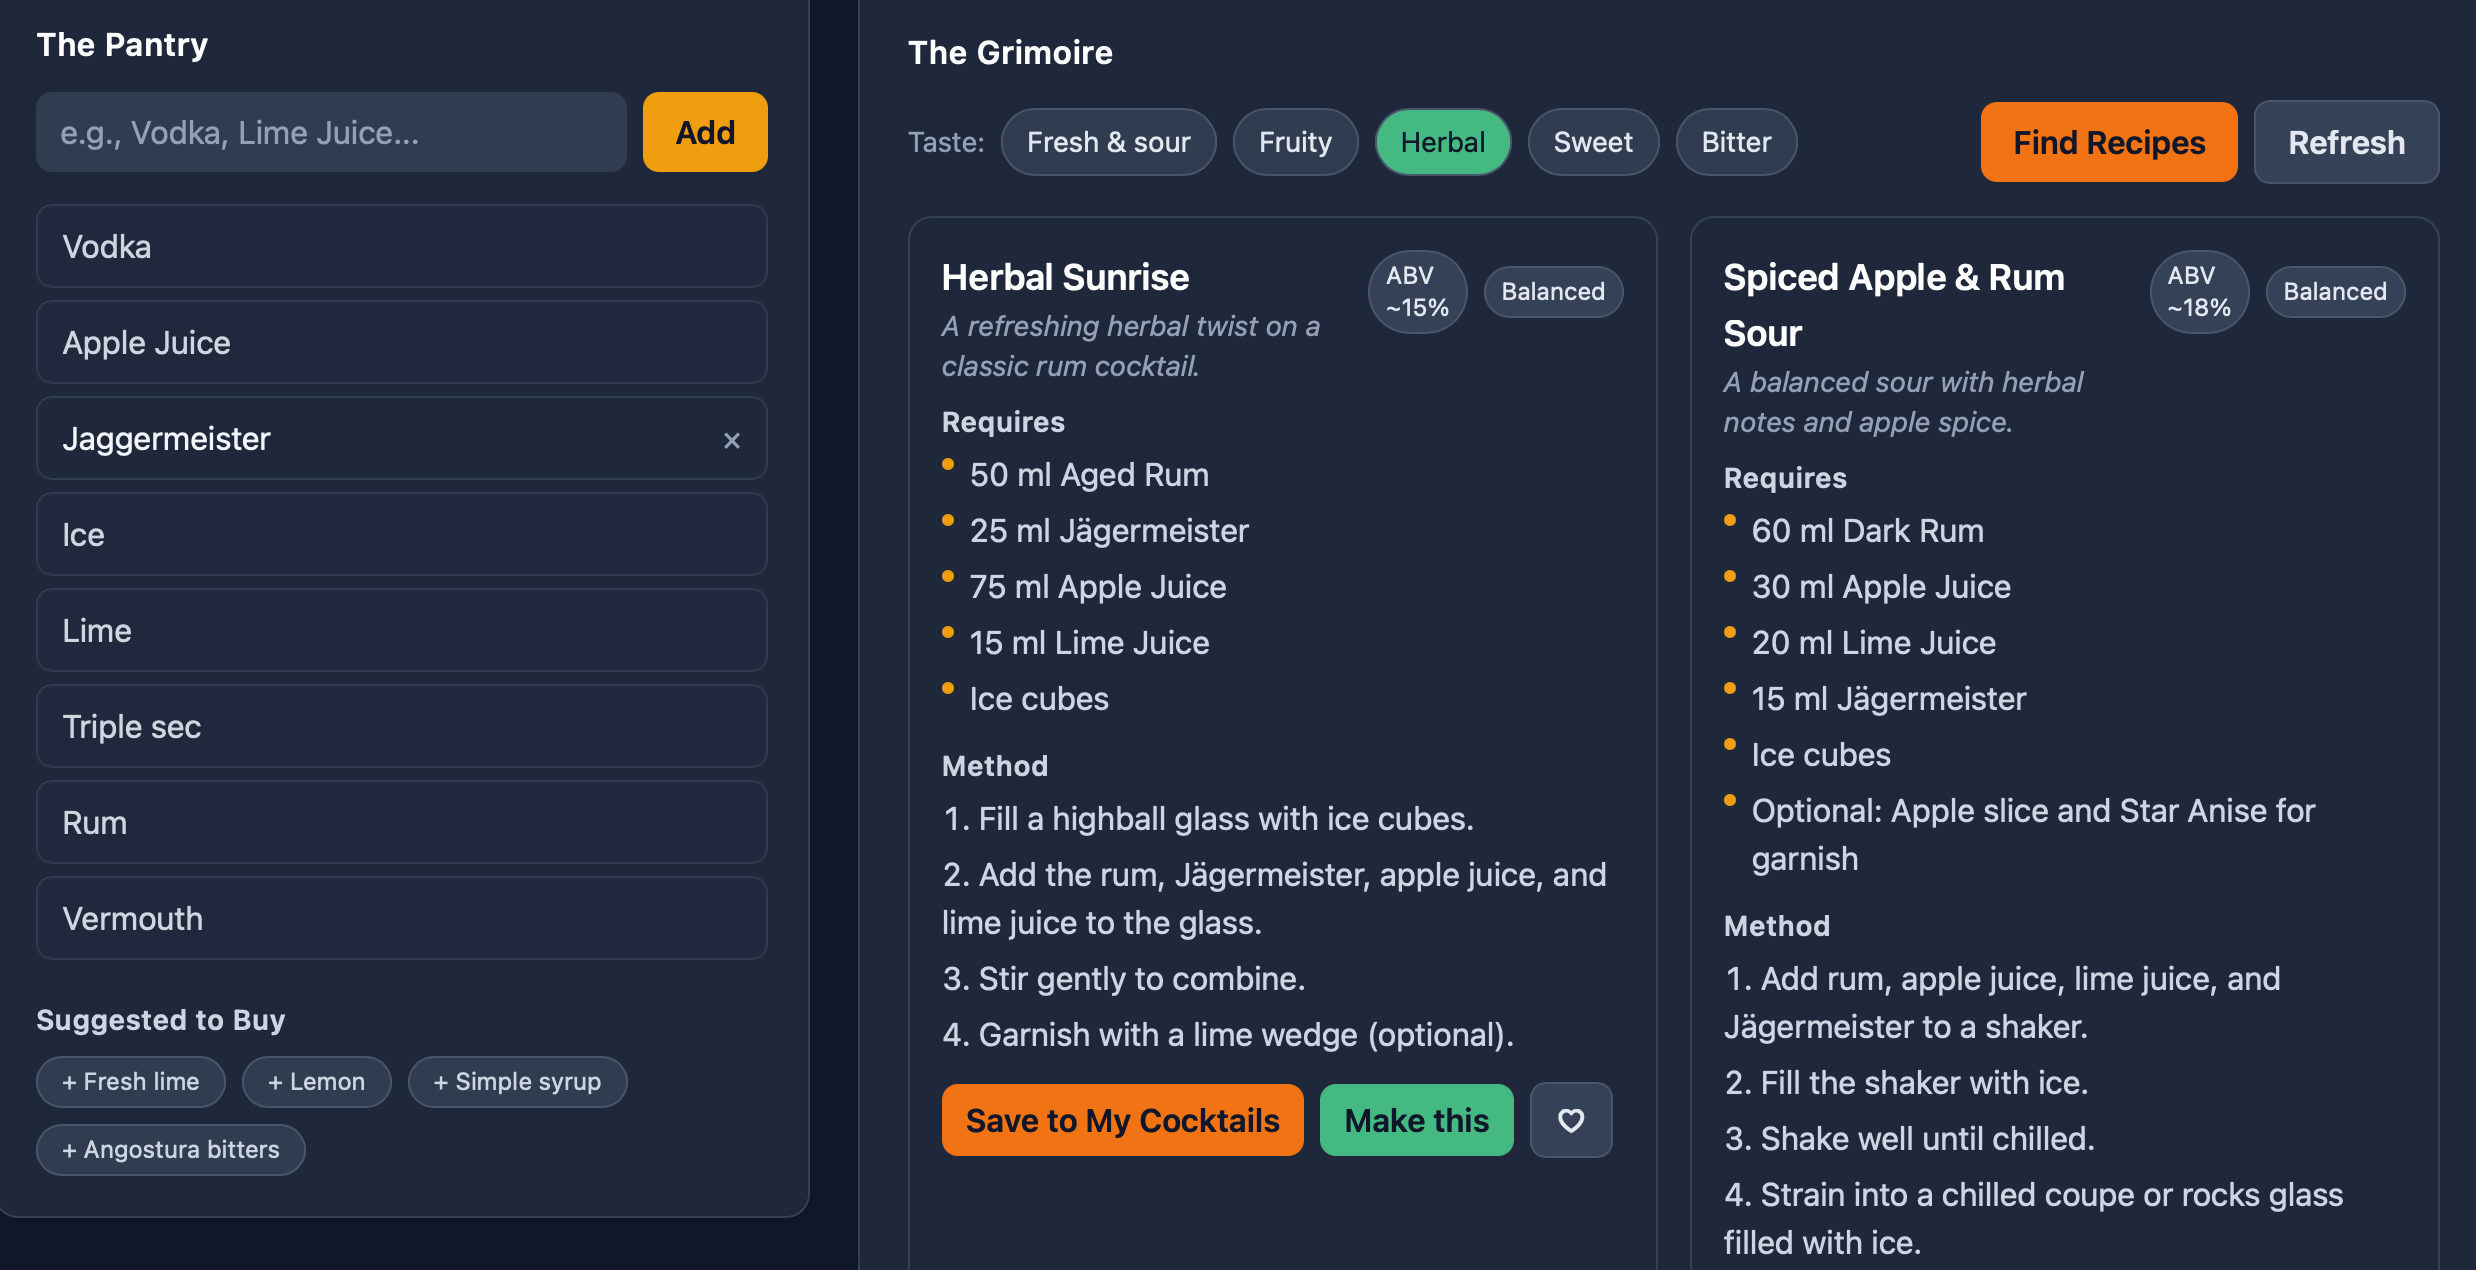 The Pantry
e.g., Vodka, Lime Juice...
Add
Vodka
Apple Juice
Jaggermeister
×
Ice
Lime
Triple sec
Rum
Vermouth
Suggested to Buy
+ Fresh lime
+ Lemon
+ Simple syrup
+ Angostura bitters
The Grimoire
Taste:
Fresh & sour
Fruity
Herbal
Sweet
Bitter
Find Recipes
Refresh
Herbal Sunrise
ABV
~15%
Balanced
A refreshing herbal twist on a
classic rum cocktail.
Requires
50 ml Aged Rum
25 ml Jägermeister
75 ml Apple Juice
15 ml Lime Juice
Ice cubes
Method
1. Fill a highball glass with ice cubes.
2. Add the rum, Jägermeister, apple juice, and
lime juice to the glass.
3. Stir gently to combine.
4. Garnish with a lime wedge (optional).
Save to My Cocktails
Make this
Spiced Apple & Rum
Sour
ABV
~18%
Balanced
A balanced sour with herbal
notes and apple spice.
Requires
60 ml Dark Rum
30 ml Apple Juice
20 ml Lime Juice
15 ml Jägermeister
Ice cubes
Optional: Apple slice and Star Anise for
garnish
Method
1. Add rum, apple juice, lime juice, and
Jägermeister to a shaker.
2. Fill the shaker with ice.
3. Shake well until chilled.
4. Strain into a chilled coupe or rocks glass
filled with ice.